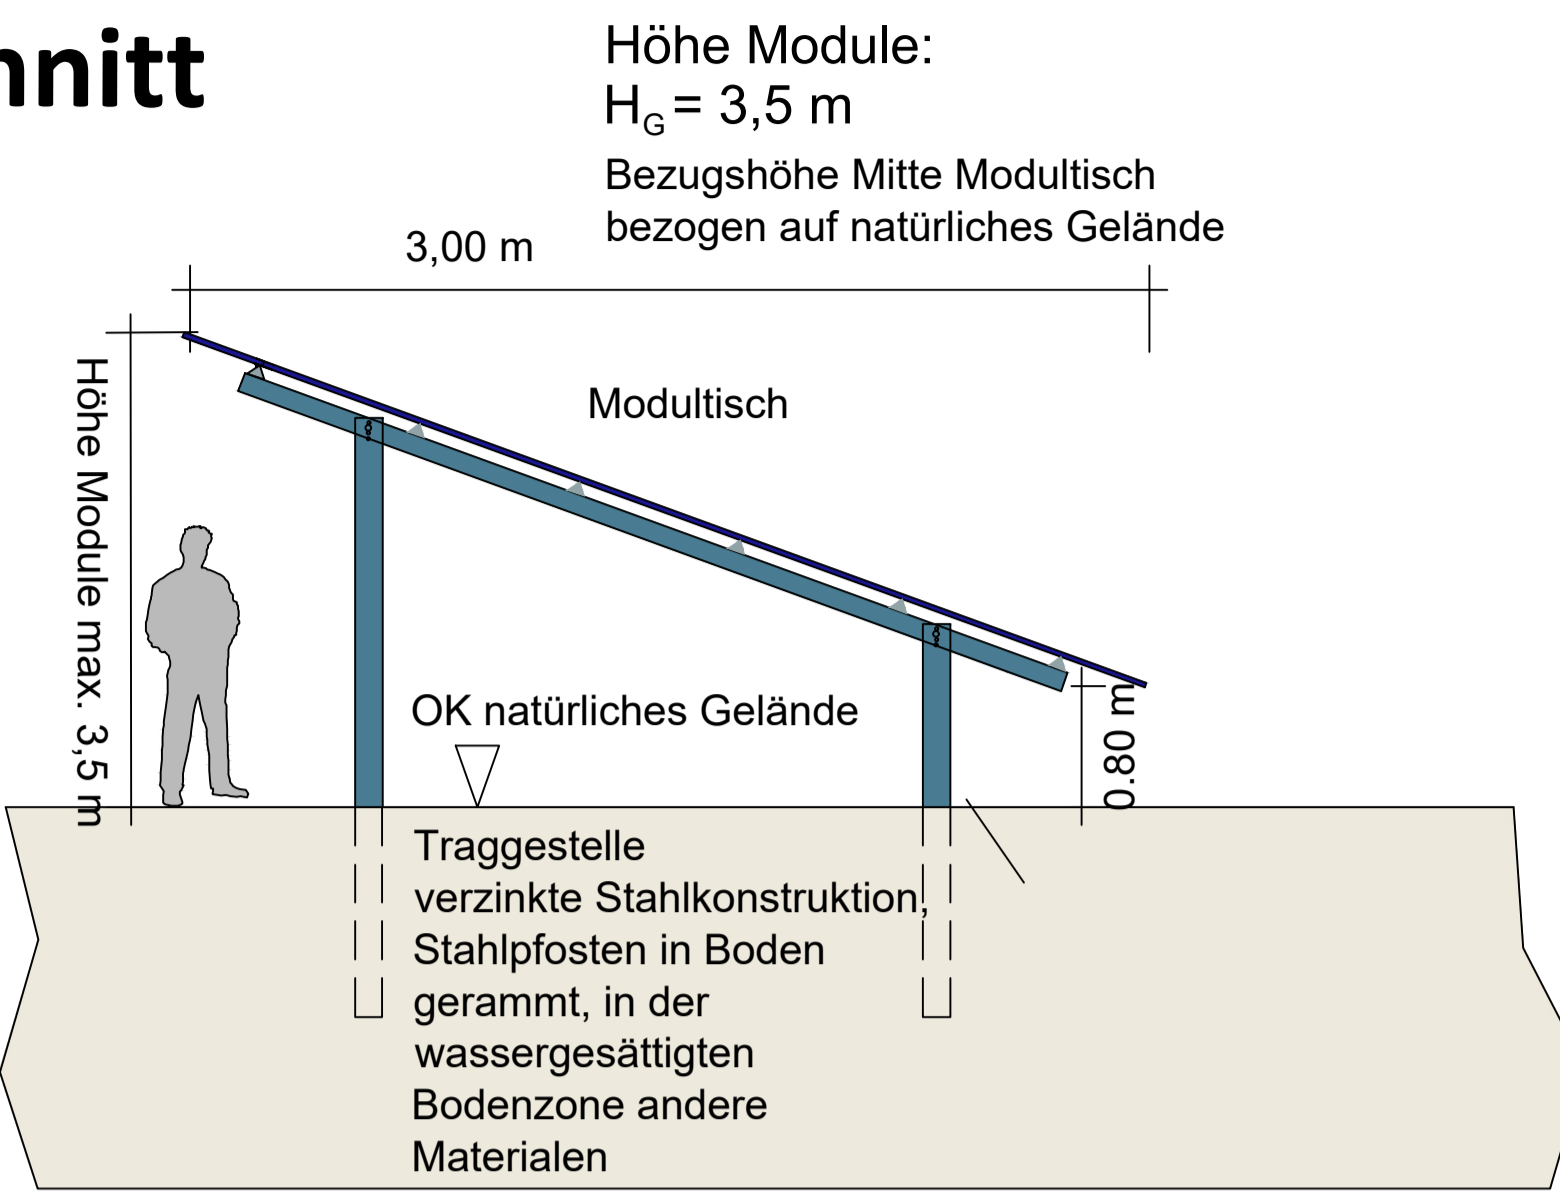 hnitt
Höhe Module:
HG = 3,5 m
Bezugshöhe Mitte Modultisch
bezogen auf natürliches Gelände
3,00 m
Höhe Module max. 3,5 m
Modultisch
OK natürliches Gelände
0.80 m
Traggestelle
verzinkte Stahlkonstruktion,
Stahlpfosten in Boden
gerammt, in der
wassergesättigten
Bodenzone andere
Materialen